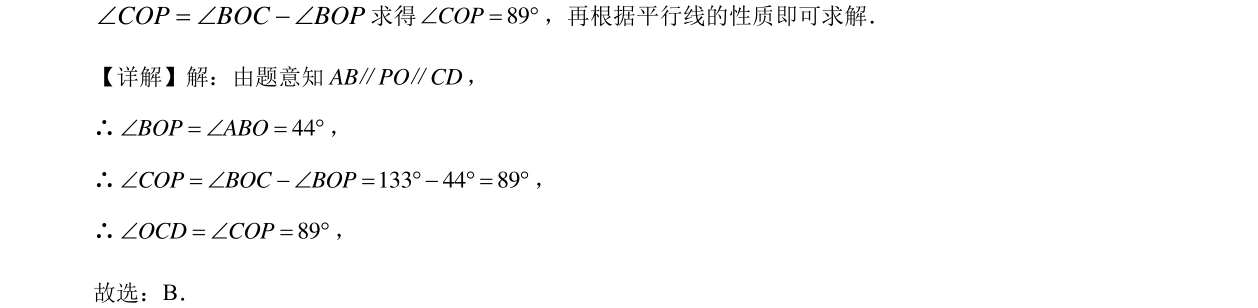 ∠COP = ∠BOC − ∠BOP 求得 ∠COP = 89°，再根据平行线的性质即可求解．
【详解】解：由题意知 AB∥PO∥CD，
∴ ∠BOP = ∠ABO = 44°，
∴ ∠COP = ∠BOC − ∠BOP = 133° − 44° = 89°，
∴ ∠OCD = ∠COP = 89°，
故选：B．